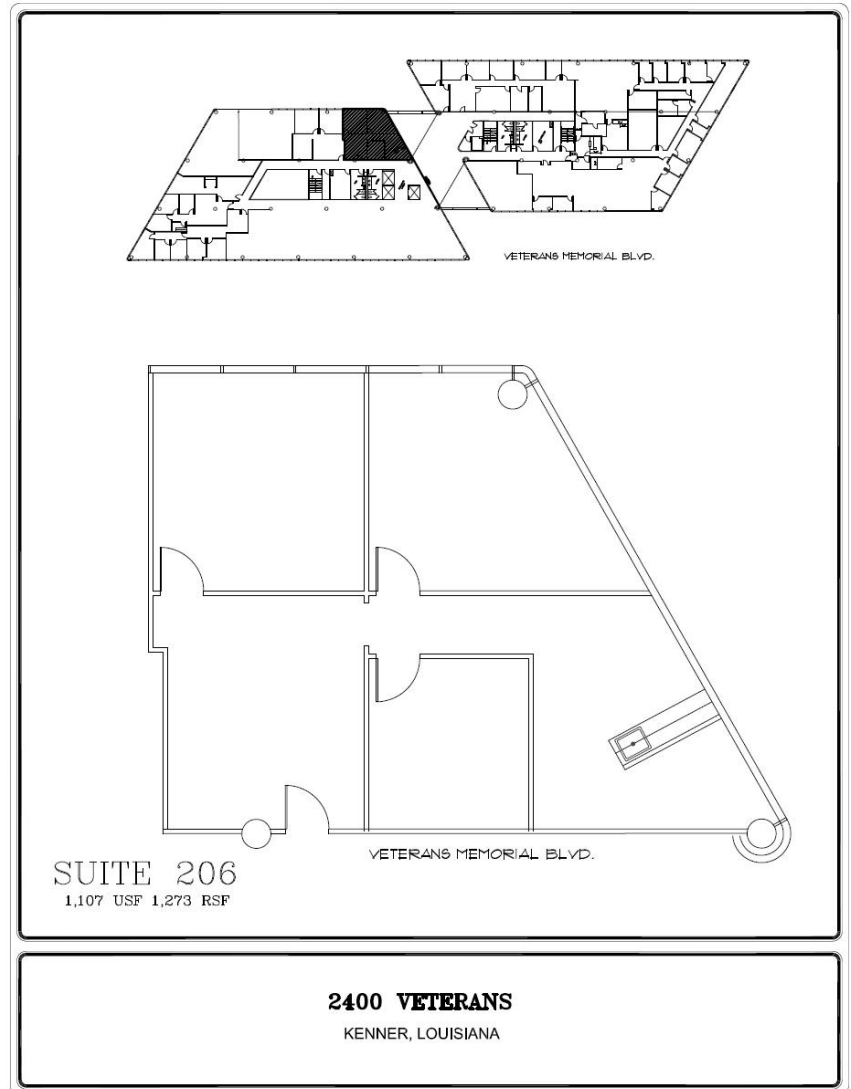 VETERANS MEMORIAL BLVD.
VETERANS MEMORIAL BLVD.
SUITE 206
1,107 USF 1,273 RSF
2400 VETERANS
KENNER, LOUISIANA